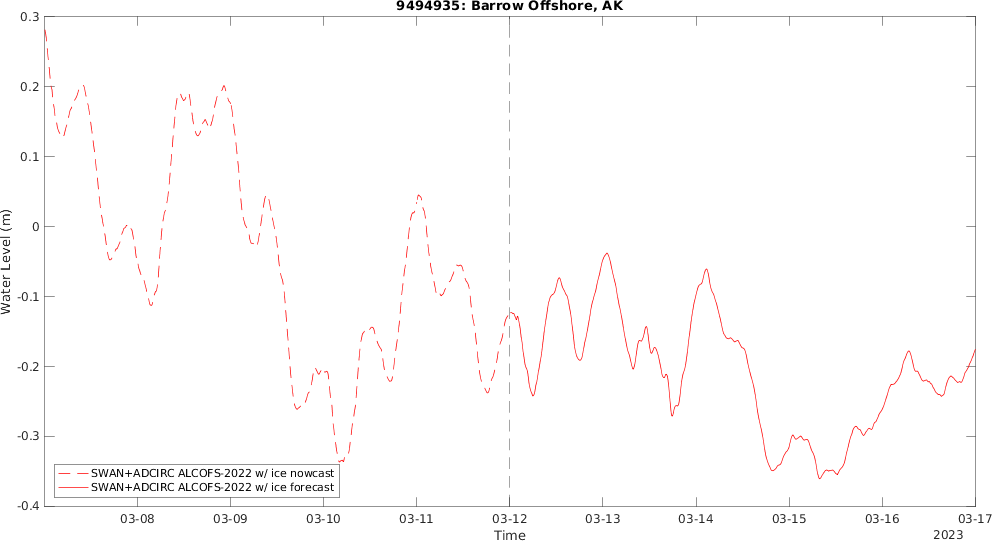 9494935: Barrow Offshore, AK
Water Level (m)
0.3
0.2
0.1
0
-0.1
-0.2
-0.3
-0.4
SWAN+ADCIRC ALCOFS-2022 w/ ice nowcast
SWAN+ADCIRC ALCOFS-2022 w/ ice forecast
03-08 03-09 03-10 03-11 03-12 03-13 03-14 03-15 03-16 03-17
Time
2023